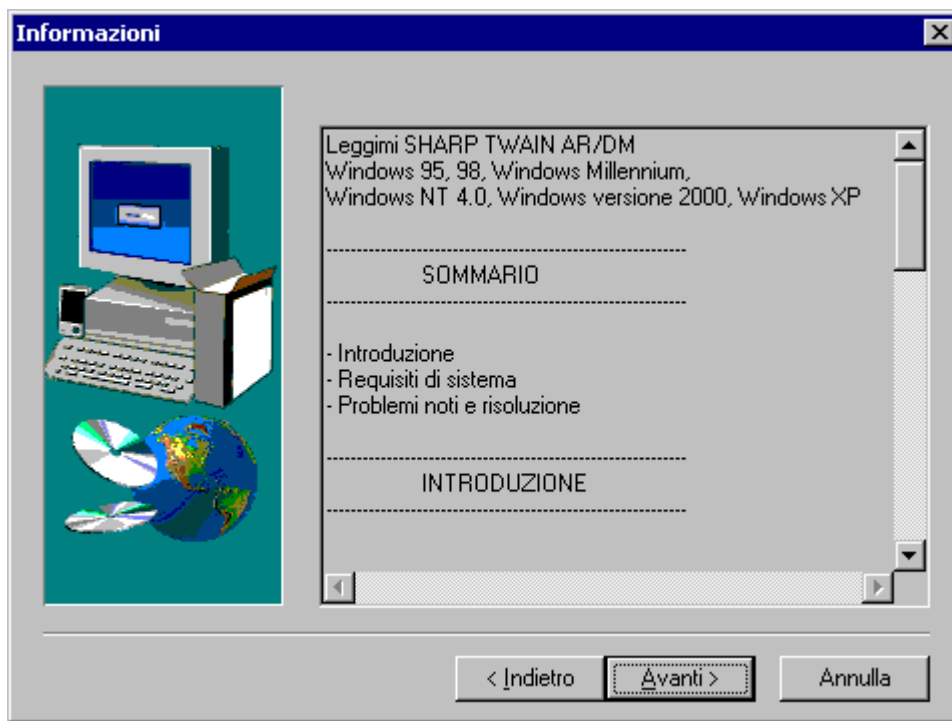 Informazioni
Leggimi SHARP TWAIN AR/DM
Windows 95, 98, Windows Millennium,
Windows NT 4.0, Windows versione 2000, Windows XP
------------------------------------------------------------
SOMMARIO
------------------------------------------------------------
- Introduzione
- Requisiti di sistema
- Problemi noti e risoluzione
------------------------------------------------------------
INTRODUZIONE
------------------------------------------------------------
< Indietro
Avanti >
Annulla